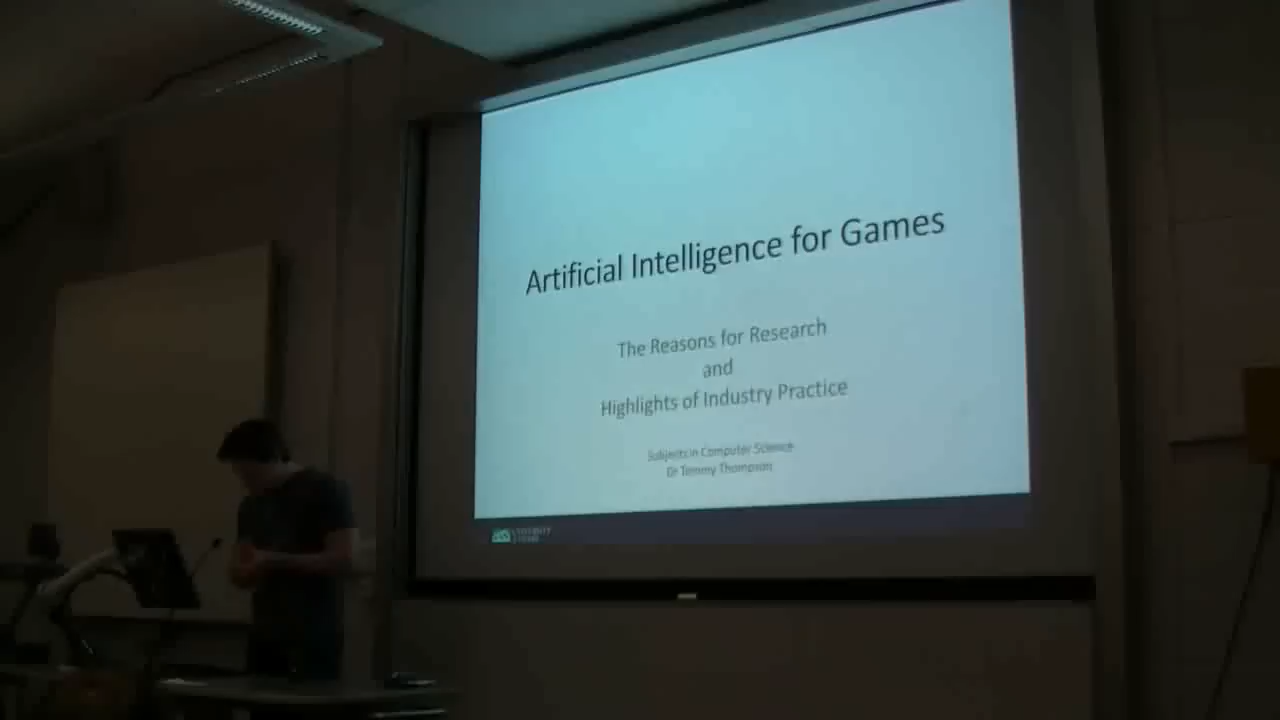 Artificial Intelligence for Games
The Reasons for Research
and
Highlights of Industry Practice
Subjects in Computer Science
Dr Tommy Thompson